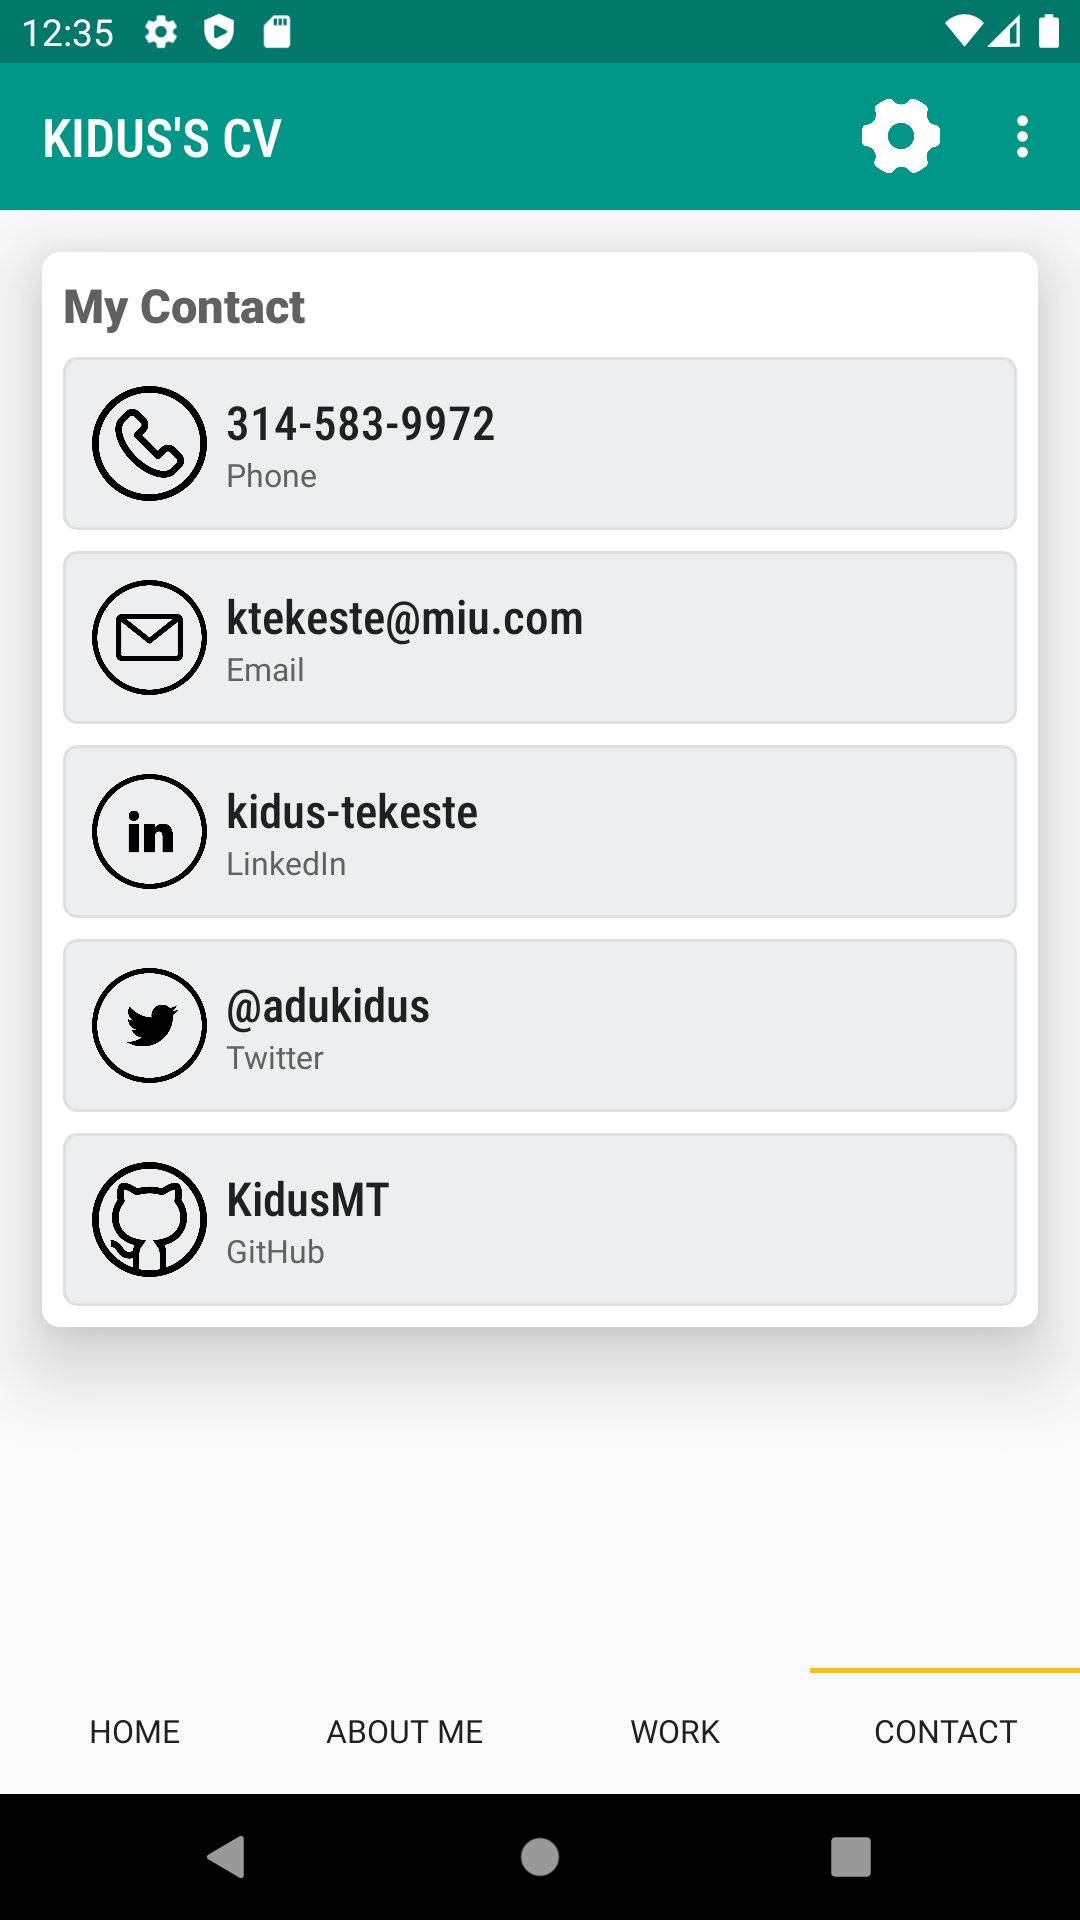 12:35
KIDUS'S CV
My Contact
314-583-9972
Phone
ktekeste@miu.com
Email
in
kidus-tekeste
LinkedIn
@adukidus
Twitter
KidusMT
GitHub
HOME ABOUT ME WORK CONTACT